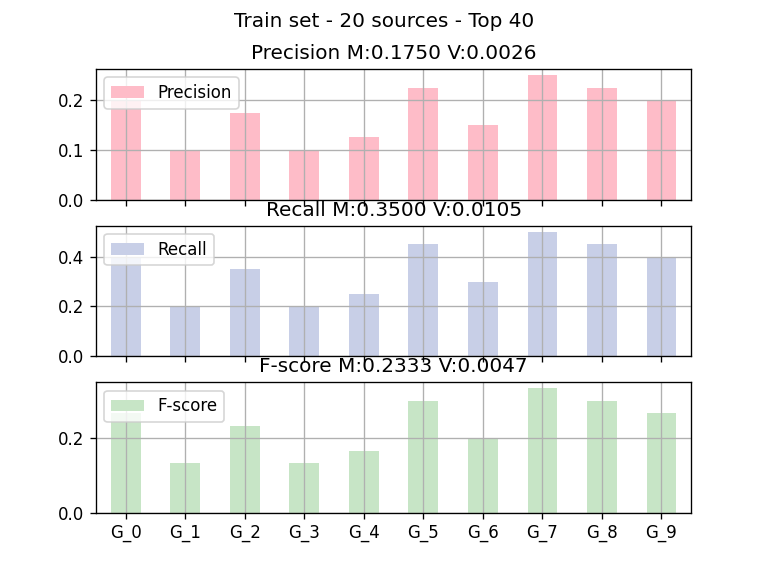 Train set - 20 sources - Top 40
Precision M:0.1750 V:0.0026
Precision
0.2
0.1
0.0
Recall M:0.3500 V:0.0105
Recall
0.4
0.2
0.0
F-score M:0.2333 V:0.0047
F-score
0.2
0.0
G_0 G_1 G_2 G_3 G_4 G_5 G_6 G_7 G_8 G_9